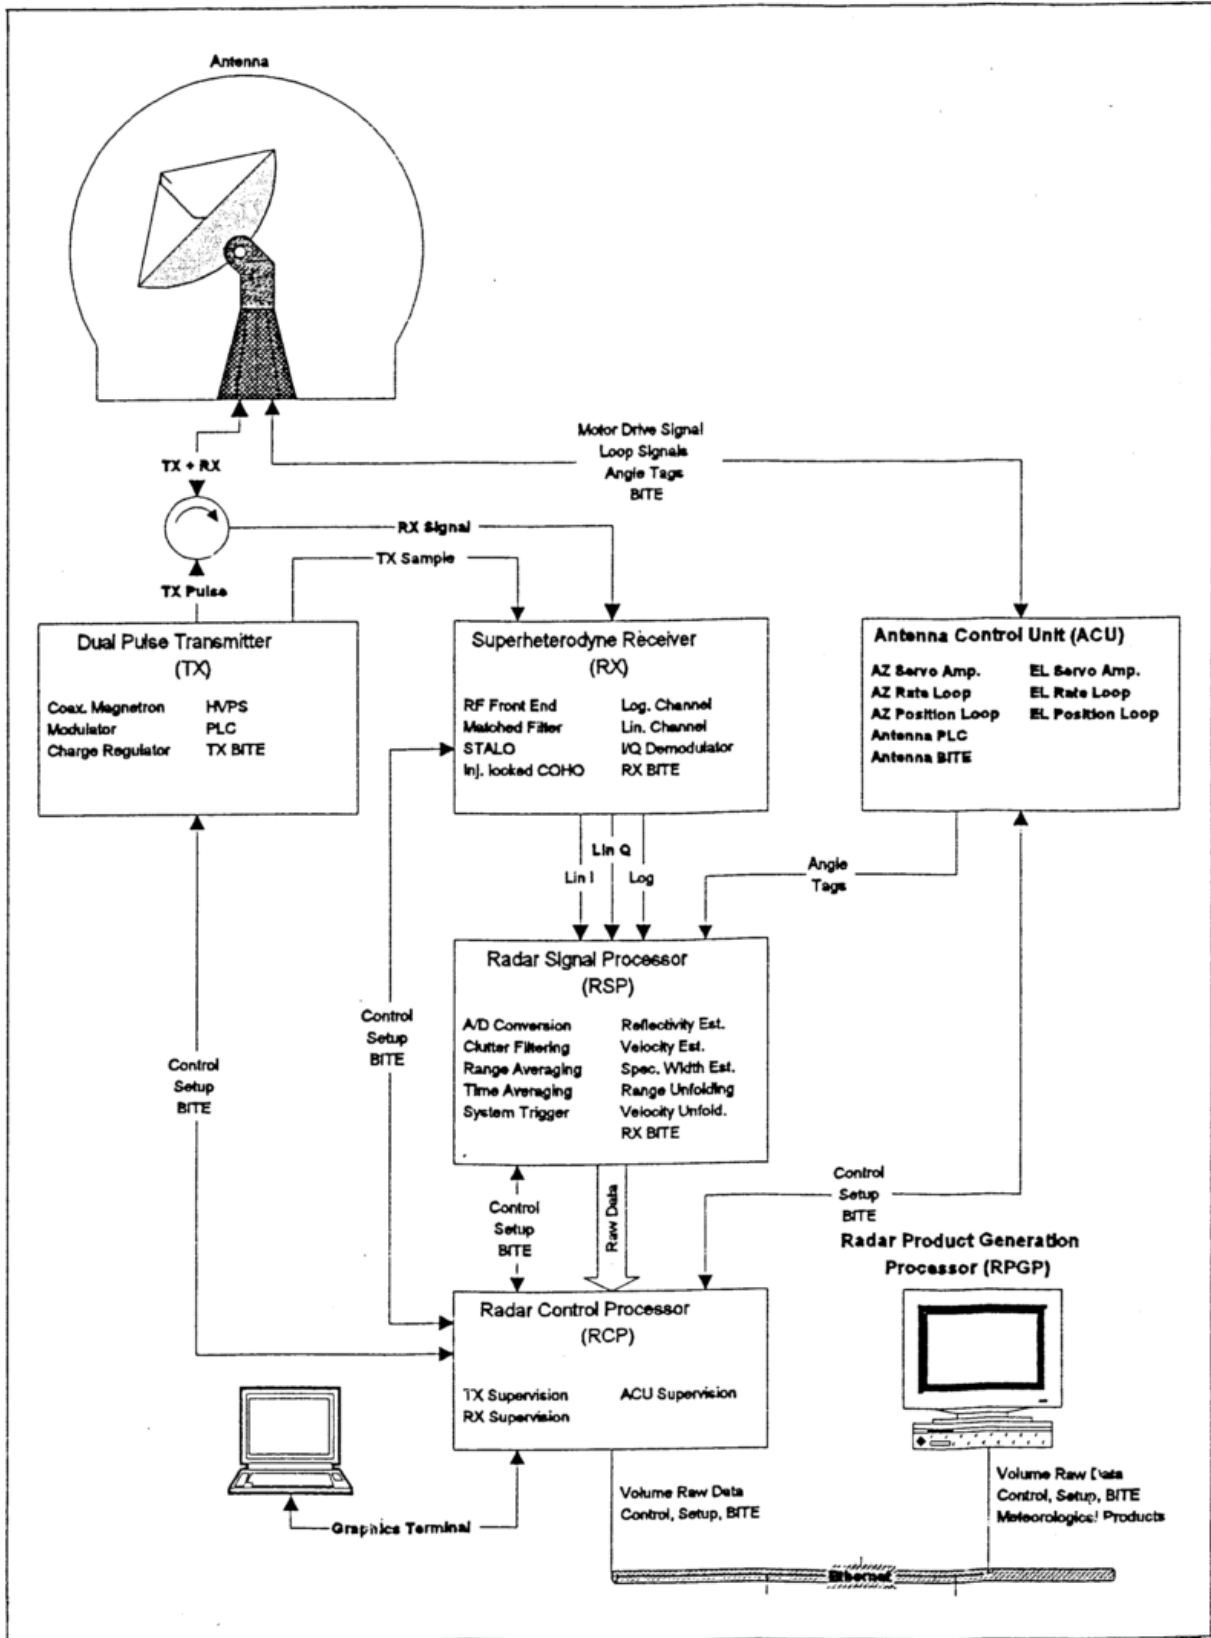 Antenna
Motor Drive Signal
Loop Signals
Angle Tags
BITE
TX + RX
RX Signal
TX Sample
TX Pulse
Dual Pulse Transmitter
(TX)
Coax. Magnetron HVPS
Modulator PLC
Charge Regulator TX BITE
Superheterodyne Receiver
(RX)
RF Front End Log. Channel
Matched Filter Lin. Channel
STALO I/Q Demodulator
Inj. locked COHO RX BITE
Antenna Control Unit (ACU)
AZ Servo Amp. EL Servo Amp.
AZ Rate Loop EL Rate Loop
AZ Position Loop EL Position Loop
Antenna PLC
Antenna BITE
Lin Q
Lin I Log
Angle
Tags
Radar Signal Processor
(RSP)
A/D Conversion Reflectivity Est.
Clutter Filtering Velocity Est.
Range Averaging Spec. Width Est.
Time Averaging Range Unfolding
System Trigger Velocity Unfold.
RX BITE
Control
Setup
BITE
Control
Setup
BITE
Control
Setup
BITE
Raw Data
Control
Setup
BITE
Radar Product Generation
Processor (RPGP)
Radar Control Processor
(RCP)
TX Supervision ACU Supervision
RX Supervision
Graphics Terminal
Volume Raw Data
Control, Setup, BITE
Volume Raw Data
Control, Setup, BITE
Meteorological Products
Ethernet